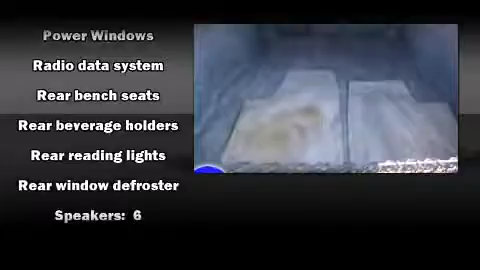 Power Windows
Radio data system
Rear bench seats
Rear beverage holders
Rear reading lights
Rear window defroster
Speakers: 6